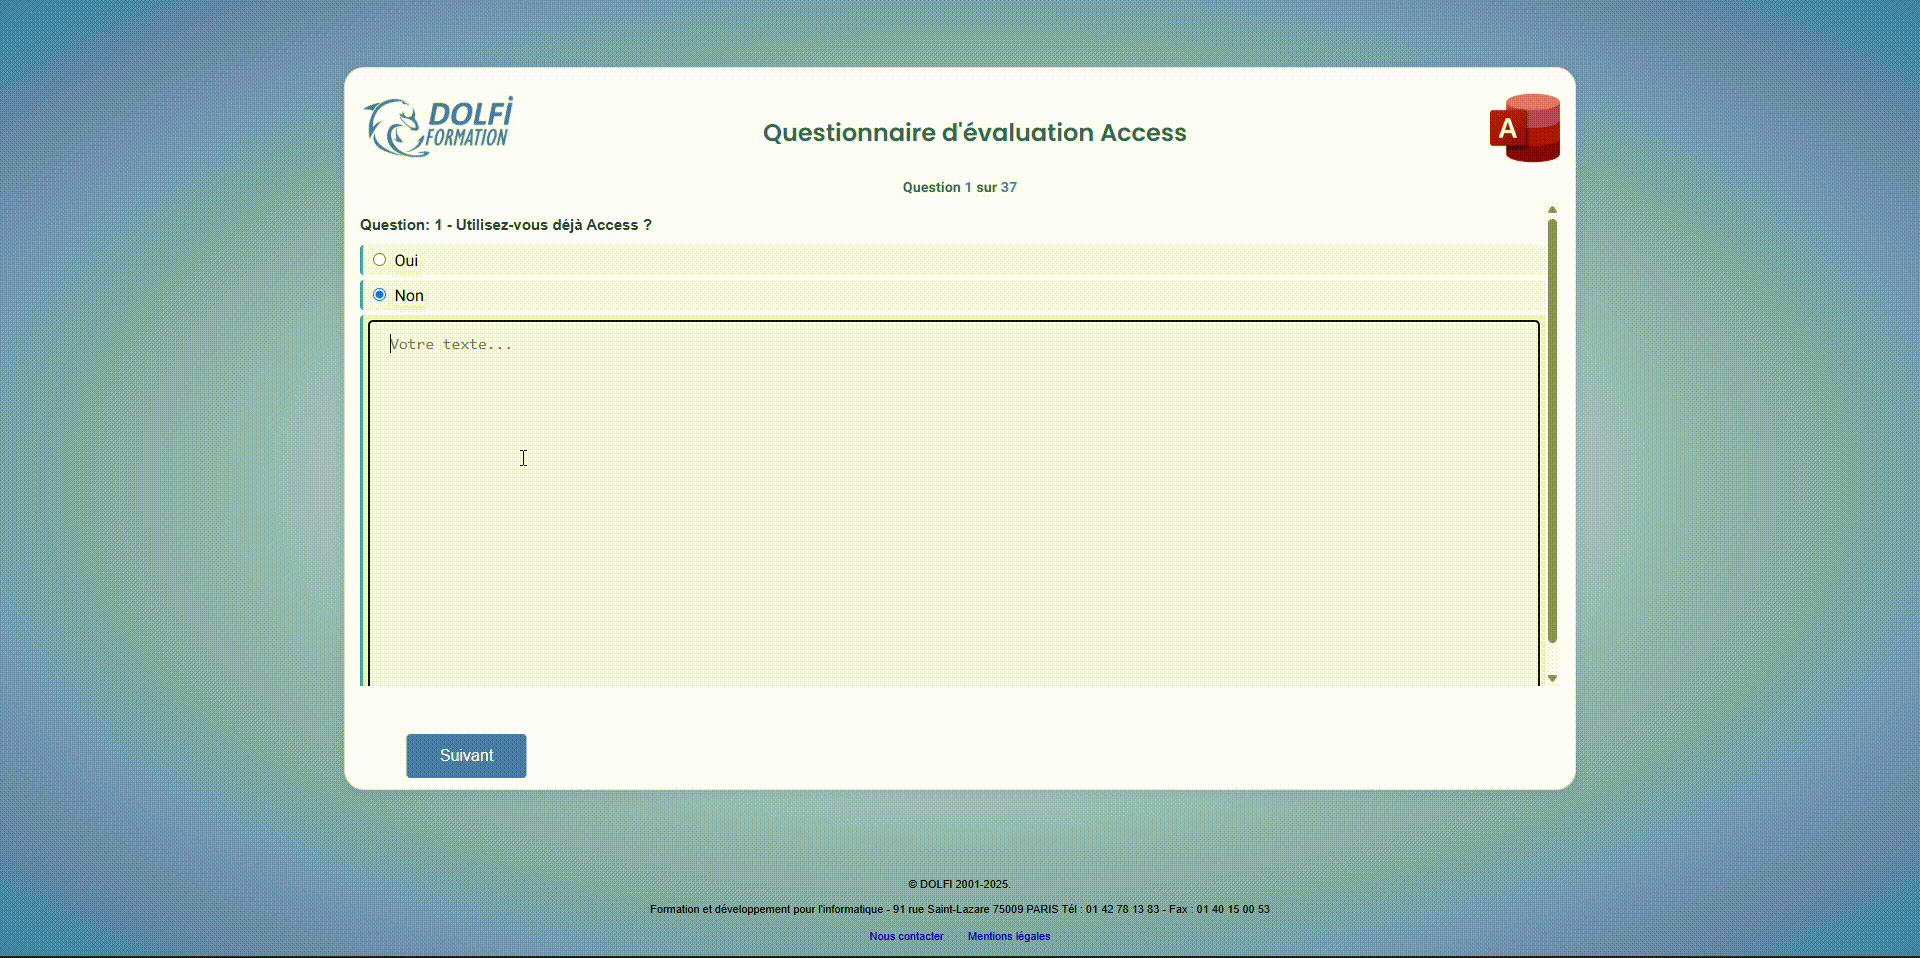 DOLFi
FORMATION
Questionnaire d'évaluation Access
A
Question 1 sur 37
Question: 1 - Utilisez-vous déjà Access ?
Oui
Non
Votre texte...
Suivant
© DOLFI 2001-2025.
Formation et développement pour l'informatique - 91 rue Saint-Lazare 75009 PARIS Tél : 01 42 78 13 83 - Fax : 01 40 15 00 53
Nous contacter Mentions légales